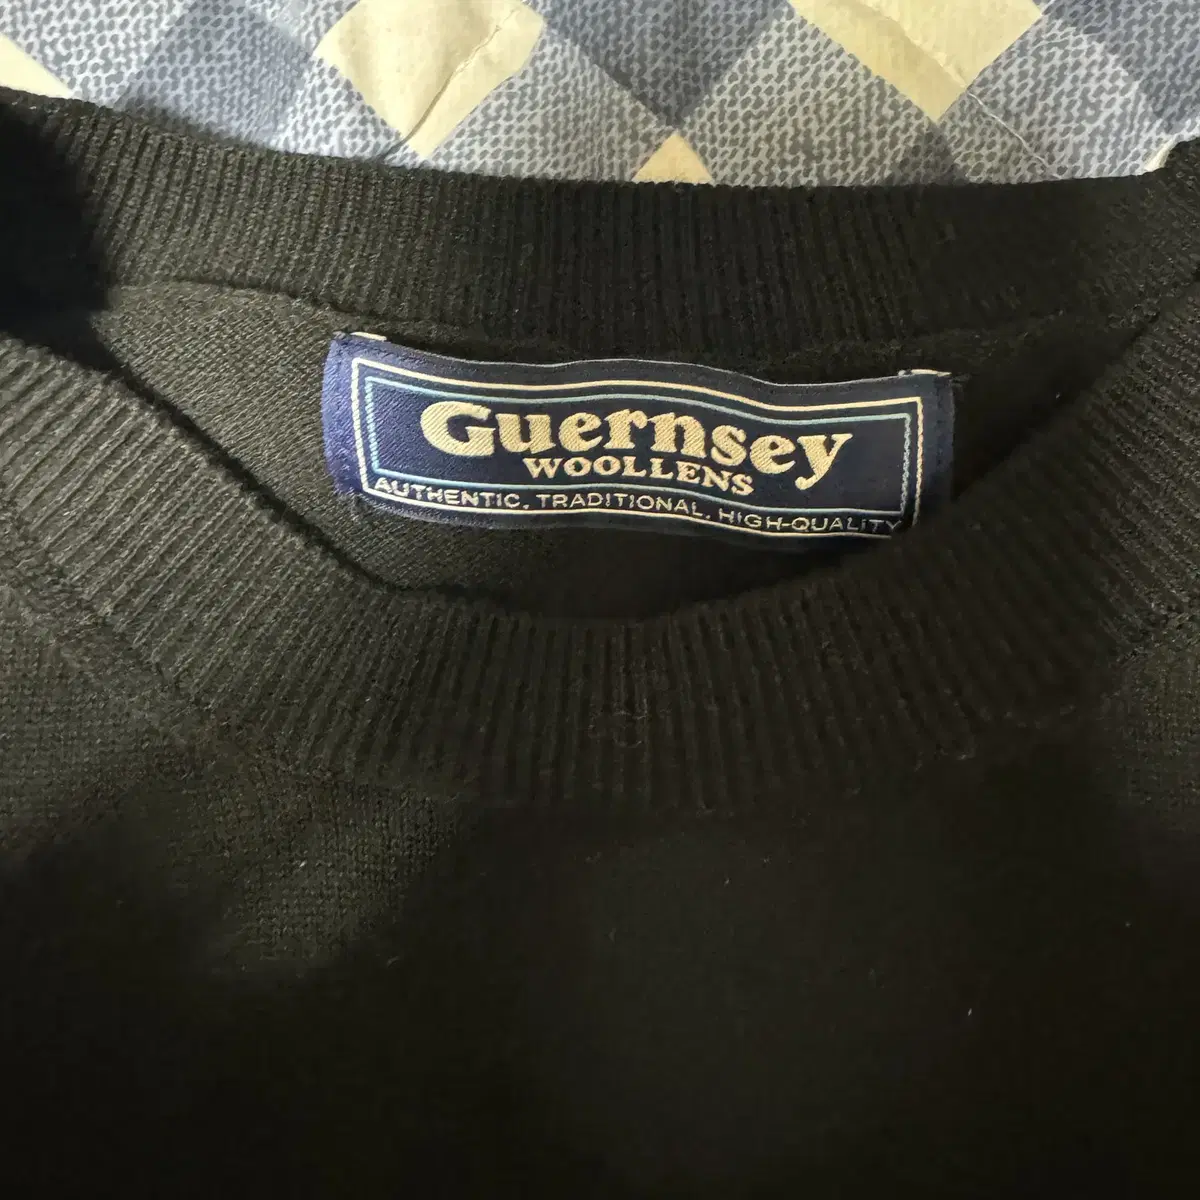 Guernsey
WOOLLENS
AUTHENTIC, TRADITIONAL, HIGH-QUALITY